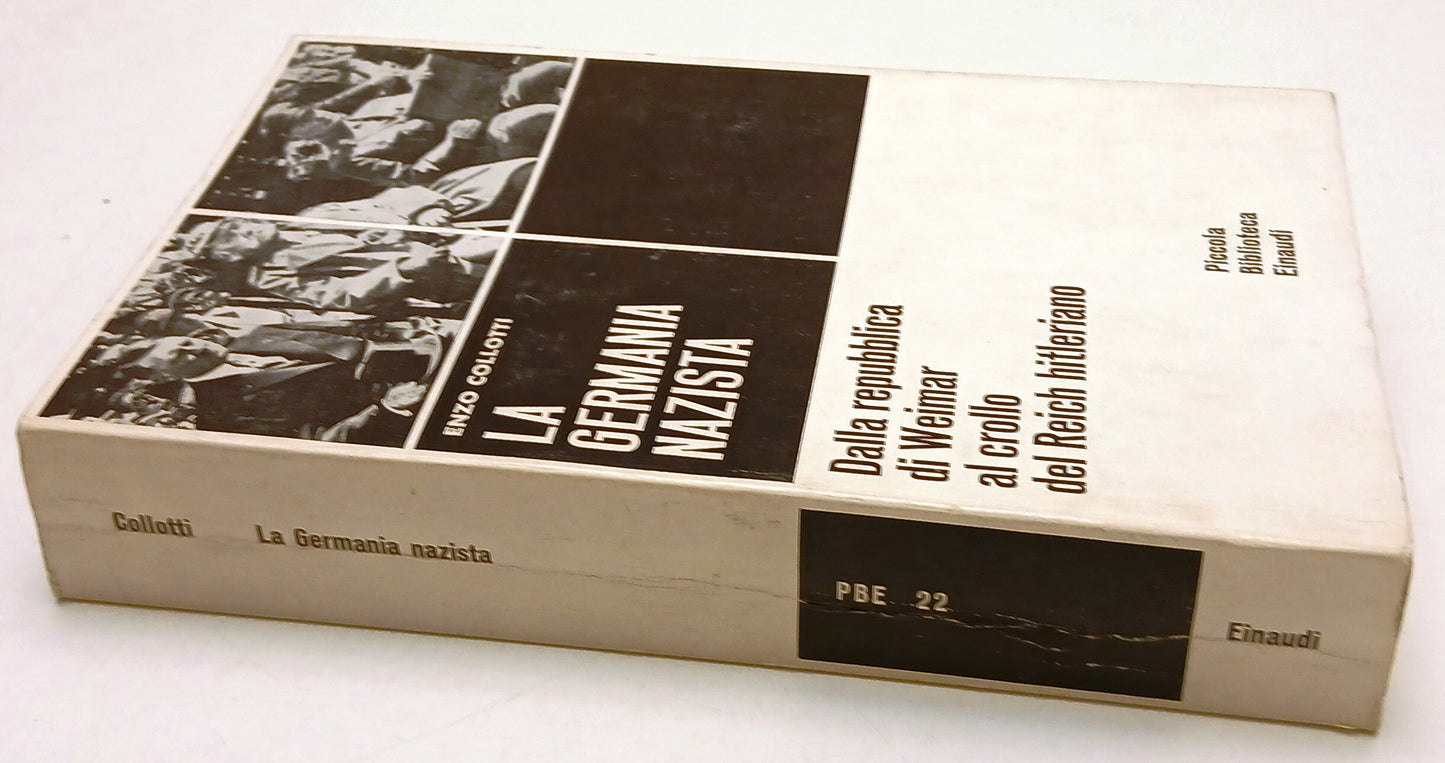 ENZO COLLOTTI
LA
GERMANIA
NAZISTA
Dalla repubblica
di Weimar
al crollo
del Reich hitleriano
Piccola
Biblioteca
Einaudi
Collotti La Germania nazista PBE 22 Einaudi